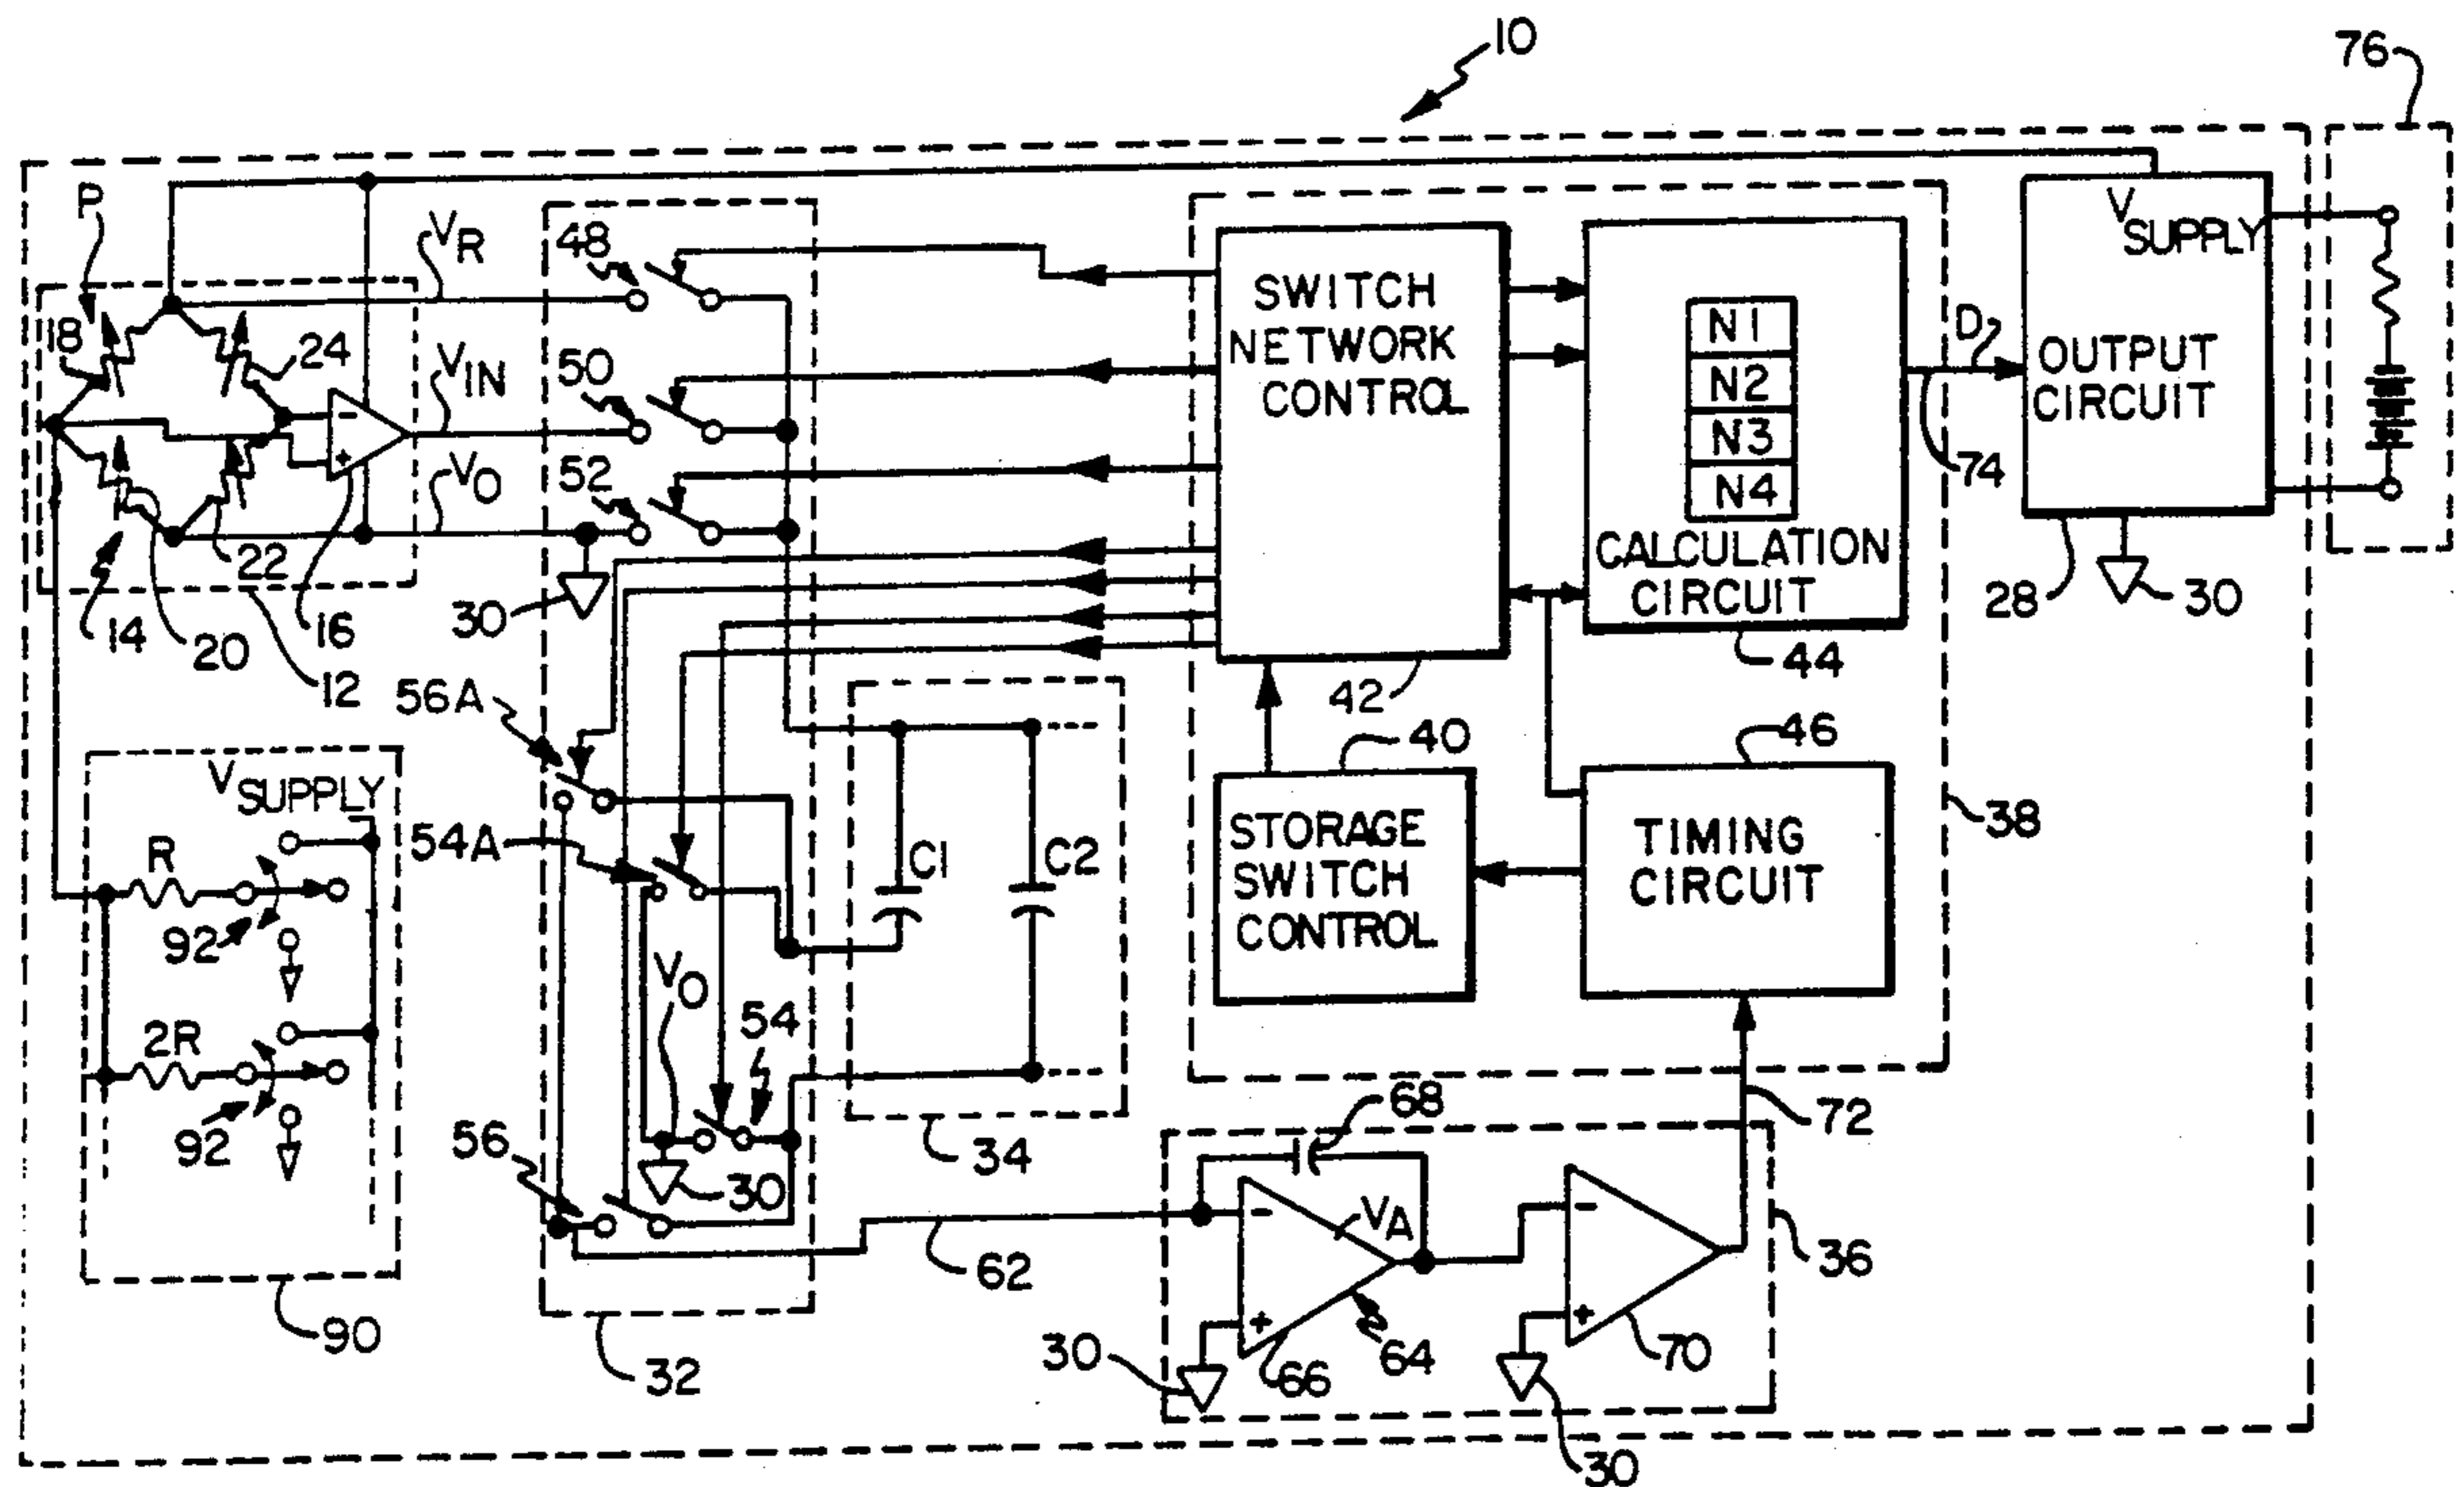 10
76
P
VR
48
VSUPPLY
18
24
VIN
50
SWITCH
NETWORK
CONTROL
N1
N2
N3
N4
D
OUTPUT
CIRCUIT
VO
52
74
CALCULATION
CIRCUIT
22
30
28
30
14
20
16
12
42
44
56A
40
46
VSUPPLY
38
R
54A
C1
C2
STORAGE
SWITCH
CONTROL
TIMING
CIRCUIT
92
VO
54
2R
92
68
72
56
30
34
VA
36
62
90
32
30
66
64
70
30